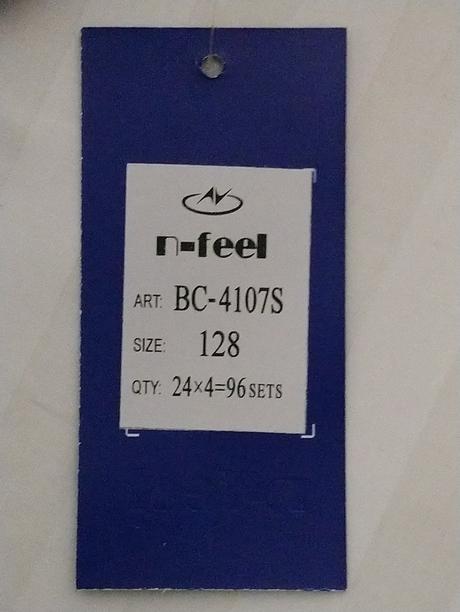 n-feel
ART: BC-4107S
SIZE: 128
QTY: 24×4=96 SETS